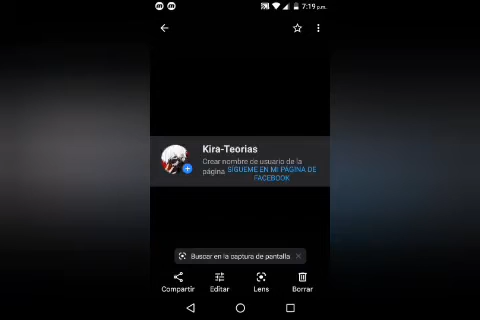 7:19 p.m.
Kira-Teorias
Crear nombre de usuario de la
página SÍGUEME EN MI PAGINA DE
FACEBOOK
Buscar en la captura de pantalla
Compartir
Editar
Lens
Borrar